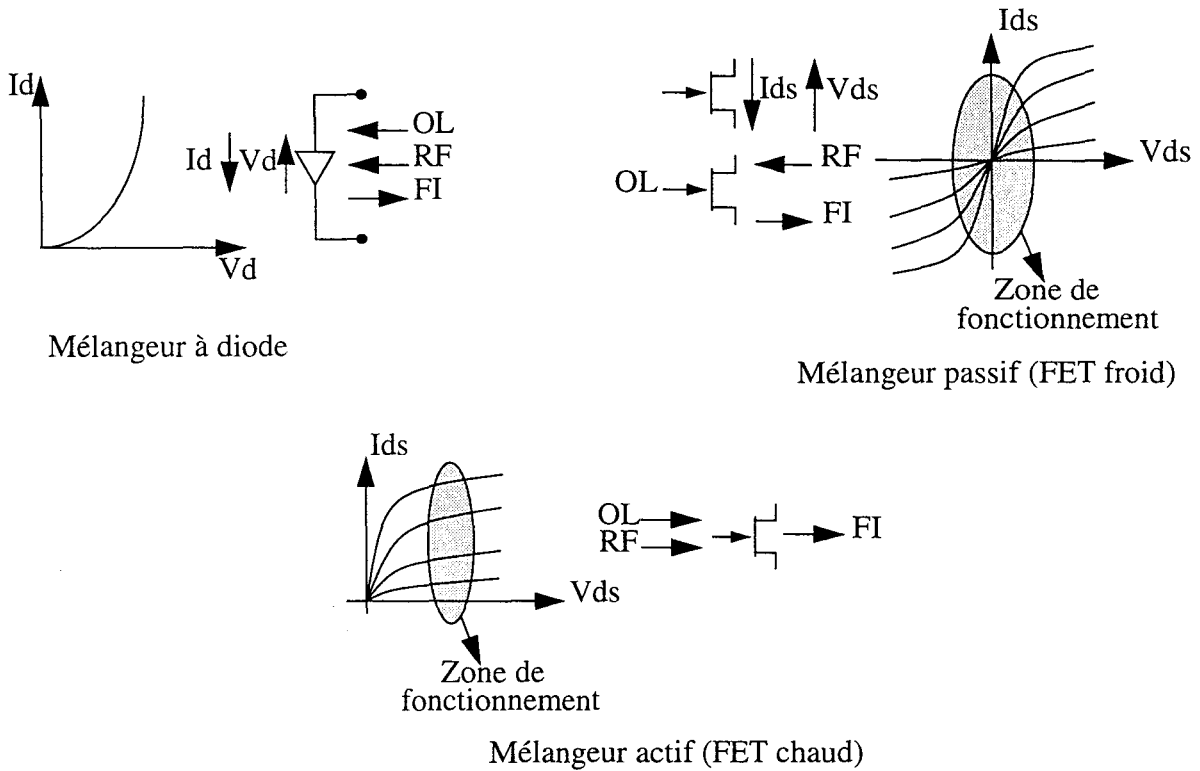 Id
Vd
Id
Vd
OL
RF
FI
Mélangeur à diode
Ids
Vds
OL
RF
FI
Ids
Vds
Zone de
fonctionnement
Mélangeur passif (FET froid)
Ids
Vds
Zone de
fonctionnement
OL
RF
FI
Mélangeur actif (FET chaud)